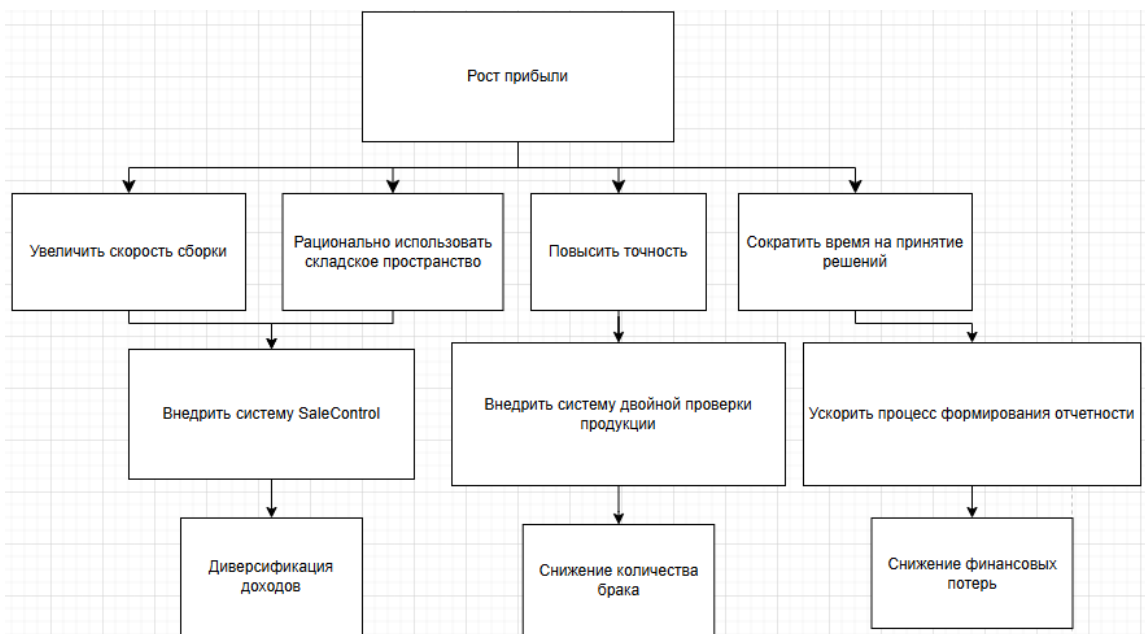 Рост прибыли
Увеличить скорость сборки
Рационально использовать
складское пространство
Повысить точность
Сократить время на принятие
решений
Внедрить систему SaleControl
Внедрить систему двойной проверки
продукции
Ускорить процесс формирования отчетности
Диверсификация
доходов
Снижение количества
брака
Снижение финансовых
потерь